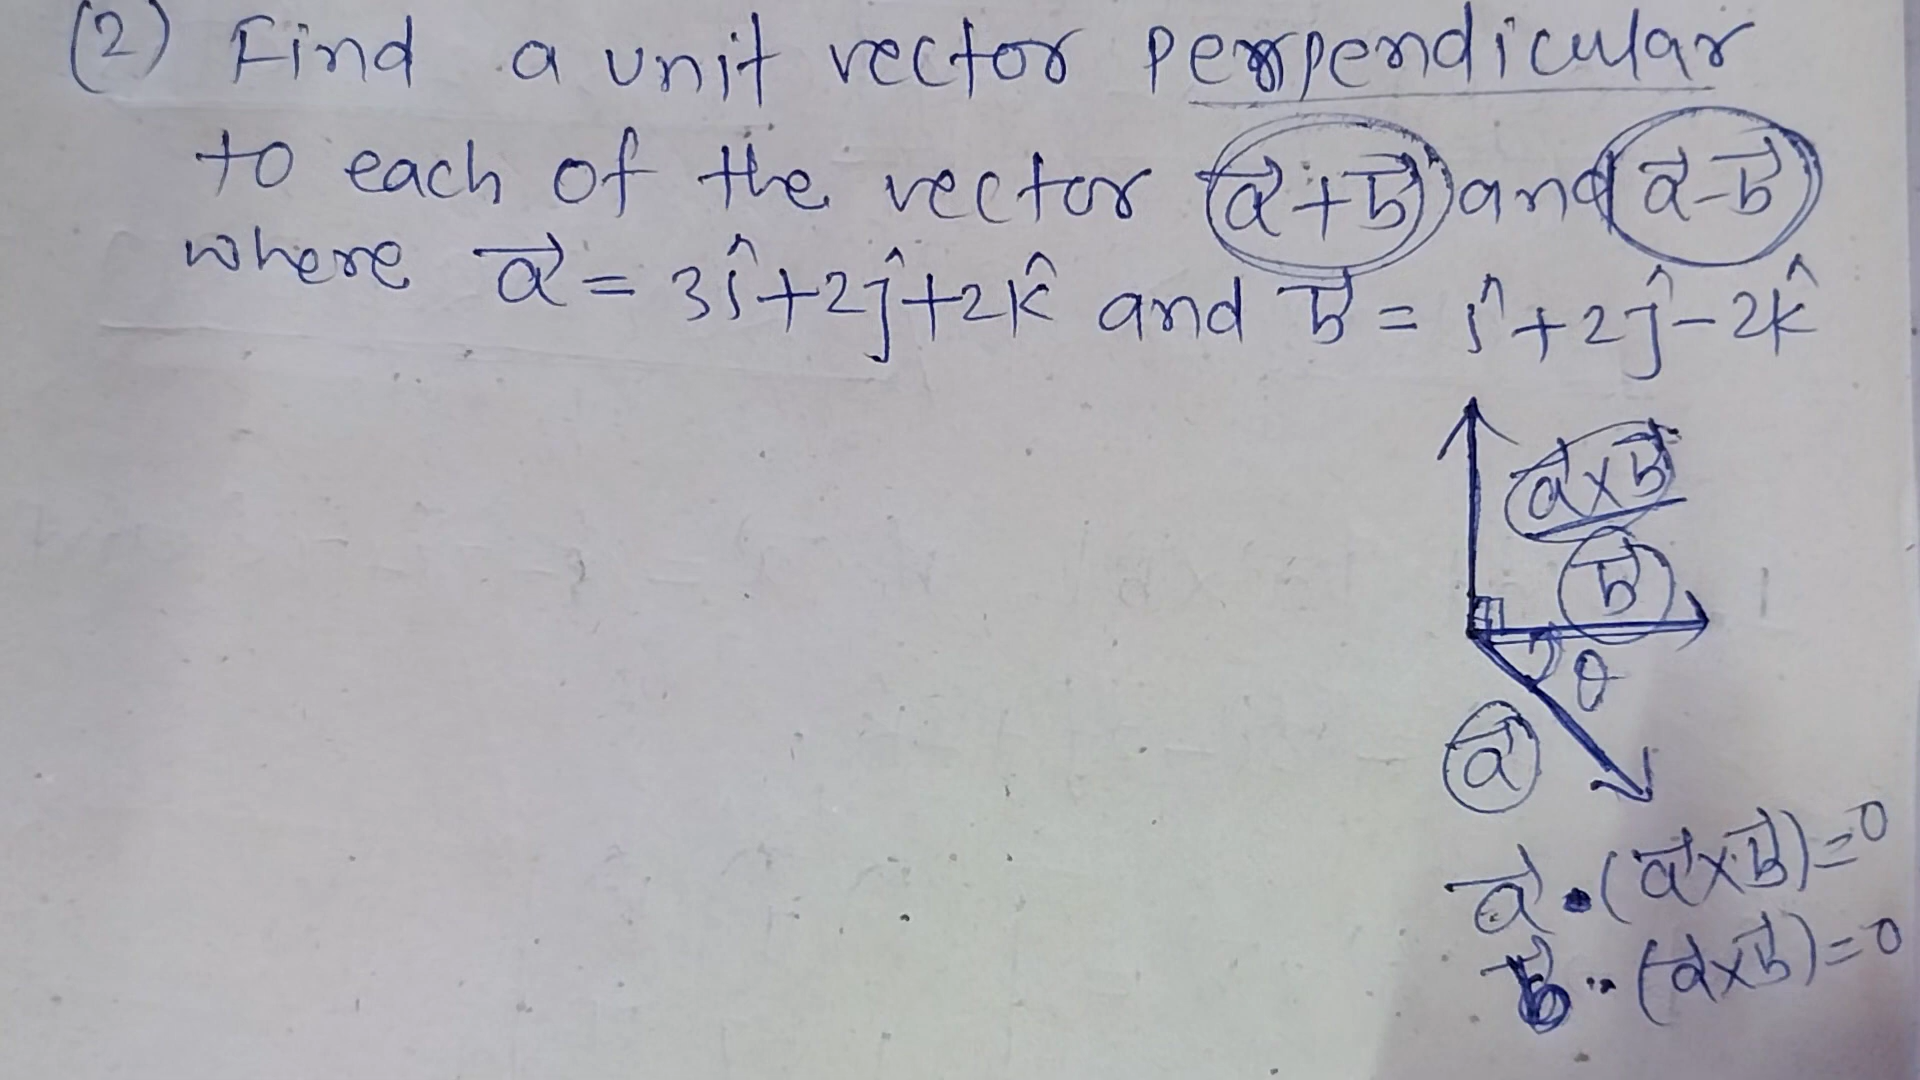 (2) Find a unit vector perpendicular
to each of the vector a⃗+b⃗ and a⃗-b⃗
where a⃗ = 3î+2ĵ+2k̂ and b⃗ = î+2ĵ-2k̂
a⃗×b⃗
b⃗
θ
a⃗
a⃗·(a⃗×b⃗)=0
b⃗·(a⃗×b⃗)=0